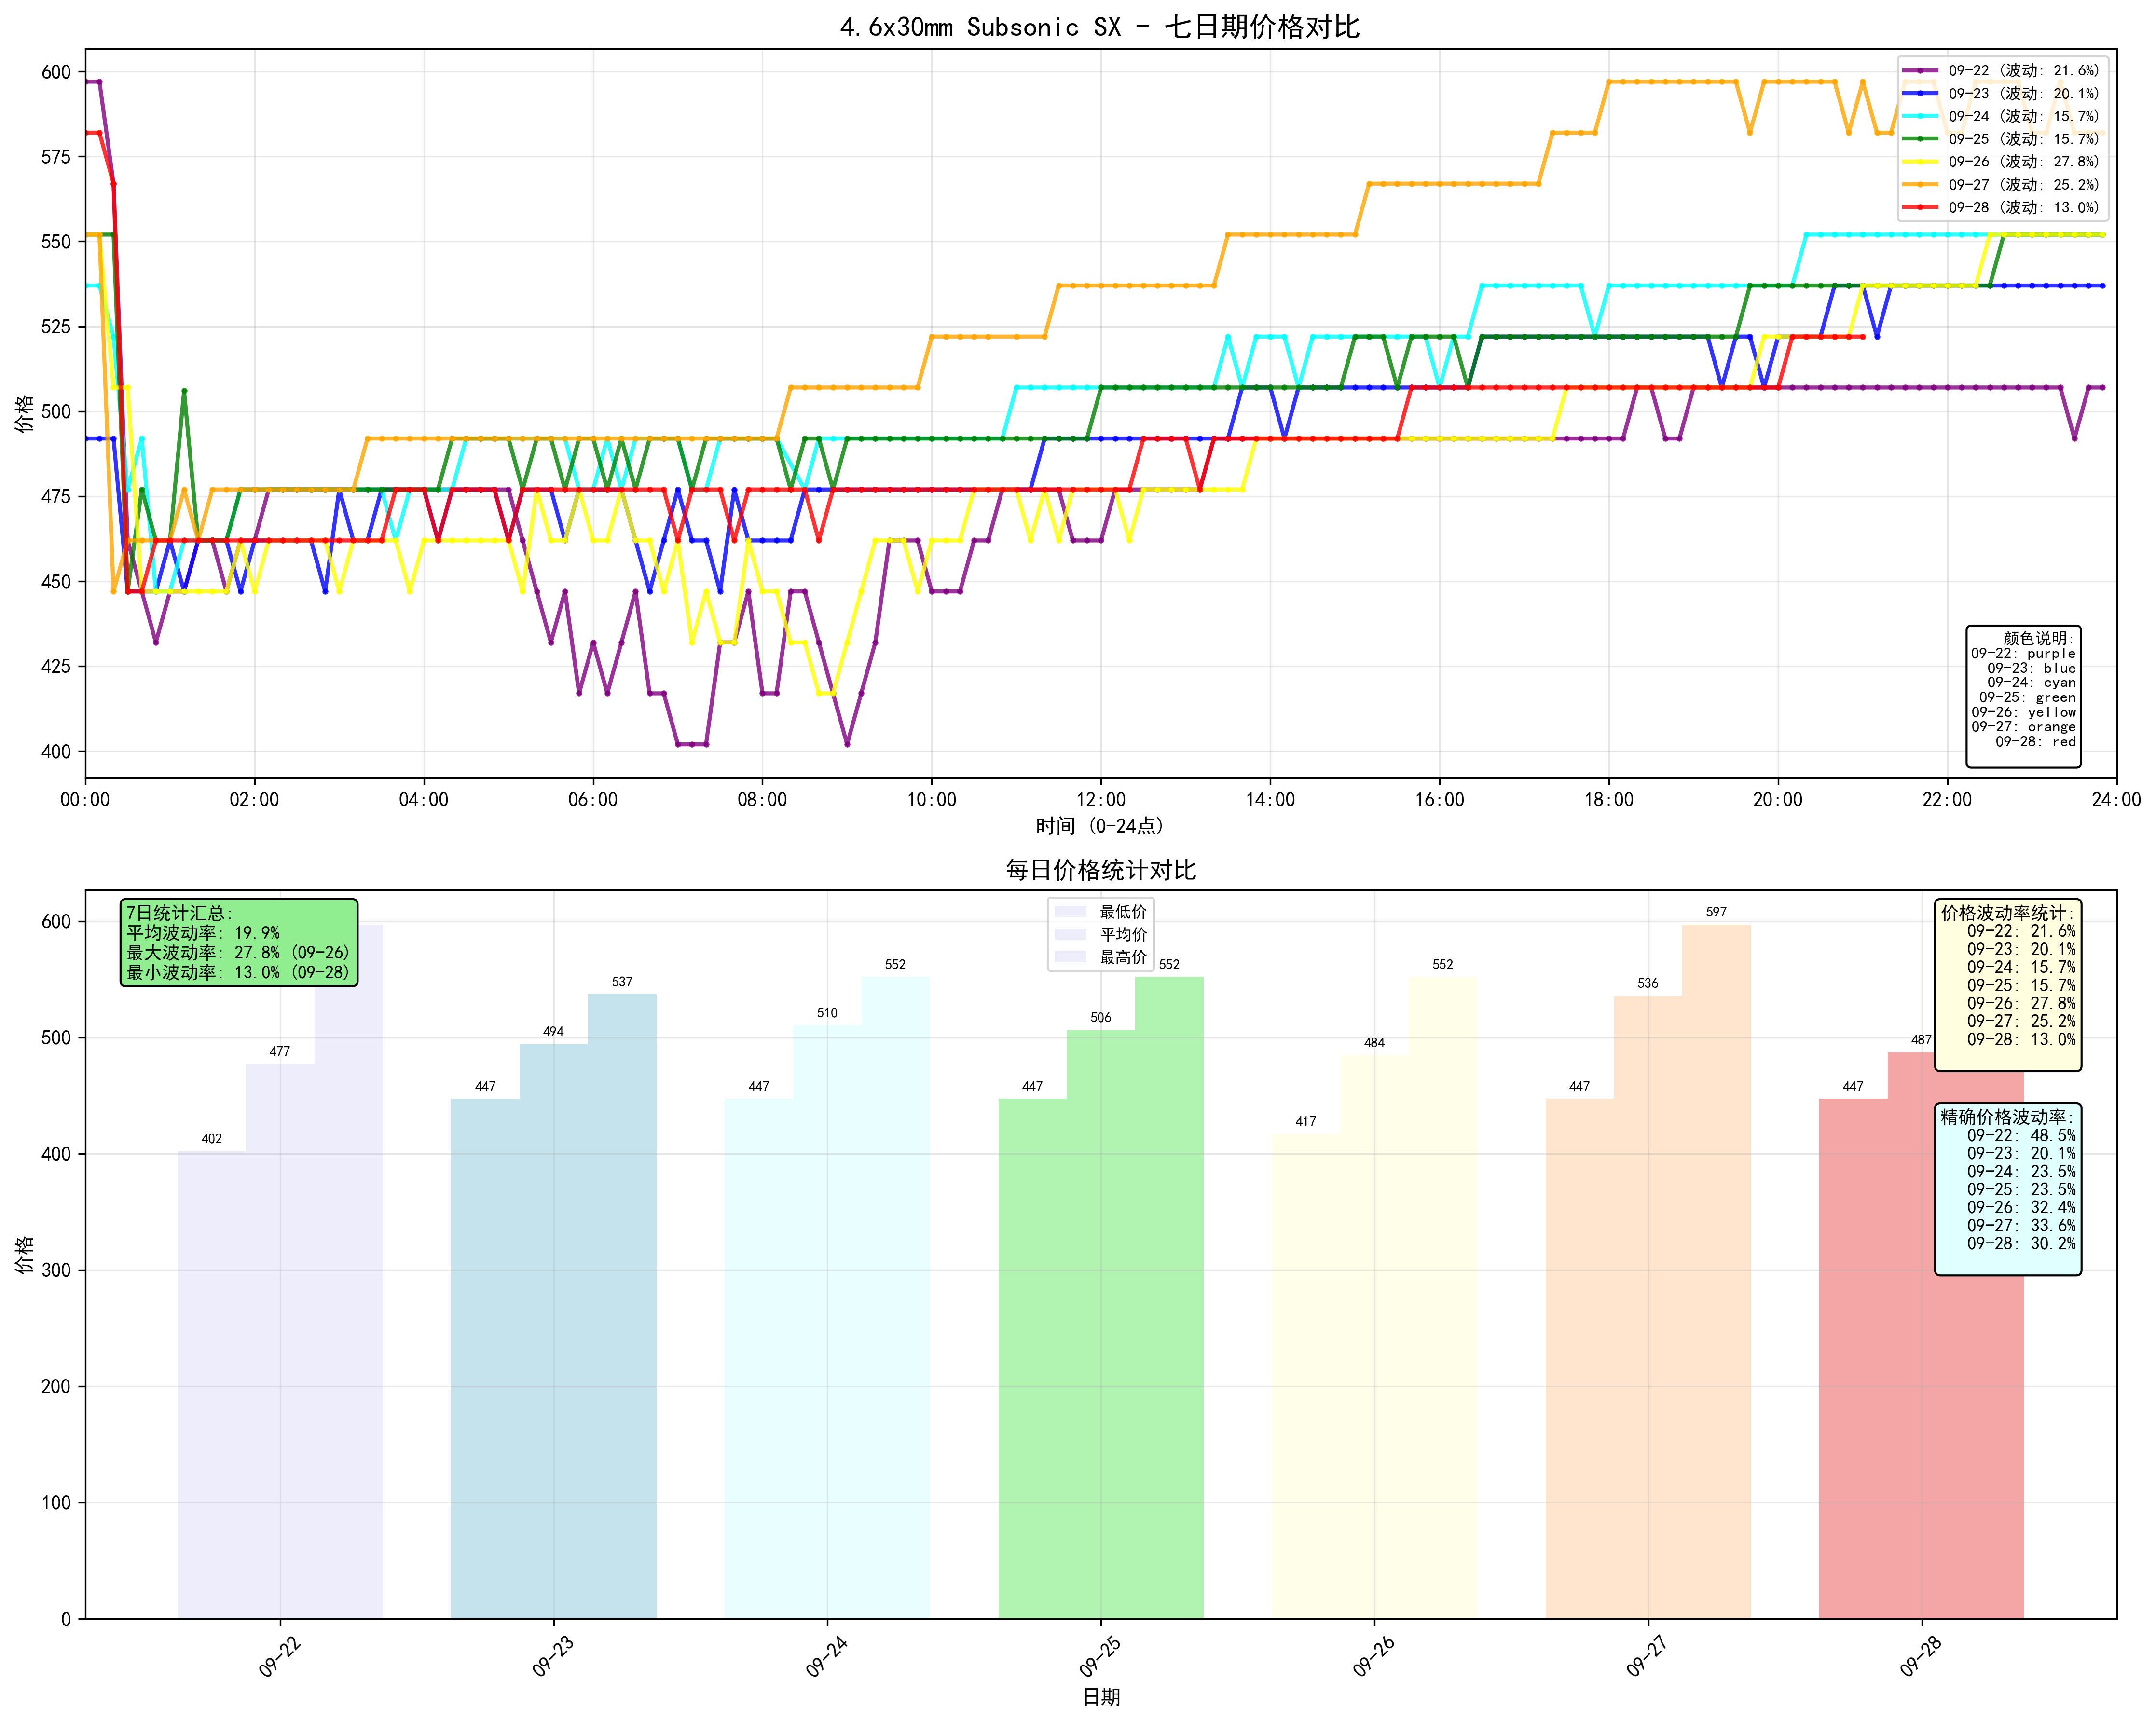 4.6x30mm Subsonic SX - 七日期价格对比
600
575
550
525
500
475
450
425
400
价格
09-22 (波动: 21.6%)
09-23 (波动: 20.1%)
09-24 (波动: 15.7%)
09-25 (波动: 15.7%)
09-26 (波动: 27.8%)
09-27 (波动: 25.2%)
09-28 (波动: 13.0%)
颜色说明:
09-22: purple
09-23: blue
09-24: cyan
09-25: green
09-26: yellow
09-27: orange
09-28: red
00:00 02:00 04:00 06:00 08:00 10:00 12:00 14:00 16:00 18:00 20:00 22:00 24:00
时间 (0-24点)
每日价格统计对比
600
500
400
300
200
100
0
价格
7日统计汇总:
平均波动率: 19.9%
最大波动率: 27.8% (09-26)
最小波动率: 13.0% (09-28)
最低价
平均价
最高价
价格波动率统计:
09-22: 21.6%
09-23: 20.1%
09-24: 15.7%
09-25: 15.7%
09-26: 27.8%
09-27: 25.2%
09-28: 13.0%
精确价格波动率:
09-22: 48.5%
09-23: 20.1%
09-24: 23.5%
09-25: 23.5%
09-26: 32.4%
09-27: 33.6%
09-28: 30.2%
402 477
447 494 537
447 510 552
447 506 552
417 484 552
447 536 597
447 487
09-22 09-23 09-24 09-25 09-26 09-27 09-28
日期